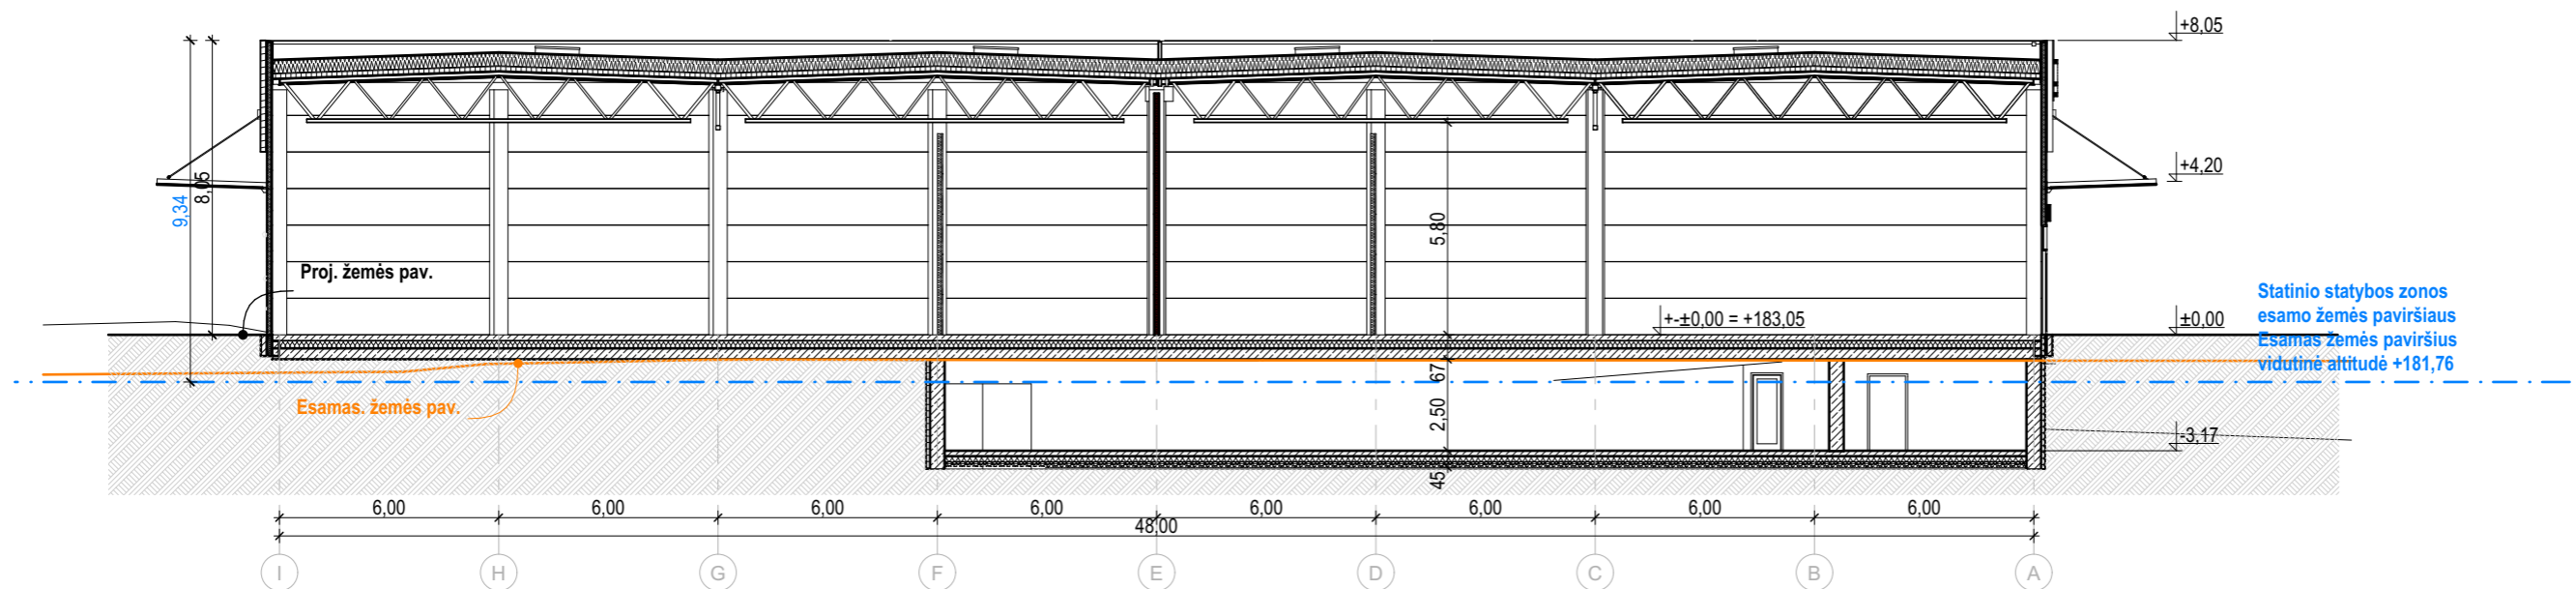 +8,05
+4,20
9,34
8,05
5,80
Proj. žemės pav.
+-±0,00 = +183,05
±0,00
Statinio statybos zonos
esamo žemės paviršiaus
Esamas žemės paviršius
vidutinė altitudė +181,76
Esamas. žemės pav.
67
2,50
-3,17
45
6,00 6,00 6,00 6,00 6,00 6,00 6,00 6,00
48,00
I H G F E D C B A